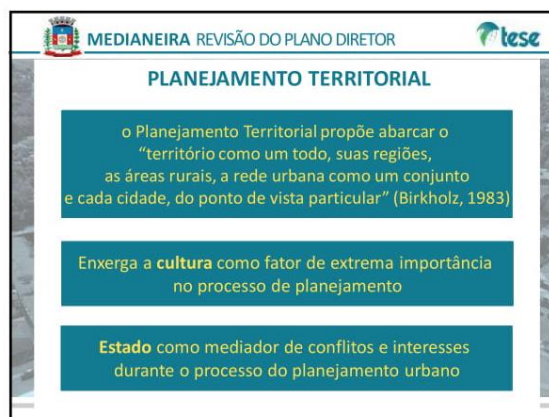 MEDIANEIRA REVISÃO DO PLANO DIRETOR
tese
PLANEJAMENTO TERRITORIAL
o Planejamento Territorial propõe abarcar o
“território como um todo, suas regiões,
as áreas rurais, a rede urbana como um conjunto
e cada cidade, do ponto de vista particular” (Birkholz, 1983)
Enxerga a cultura como fator de extrema importância
no processo de planejamento
Estado como mediador de conflitos e interesses
durante o processo do planejamento urbano